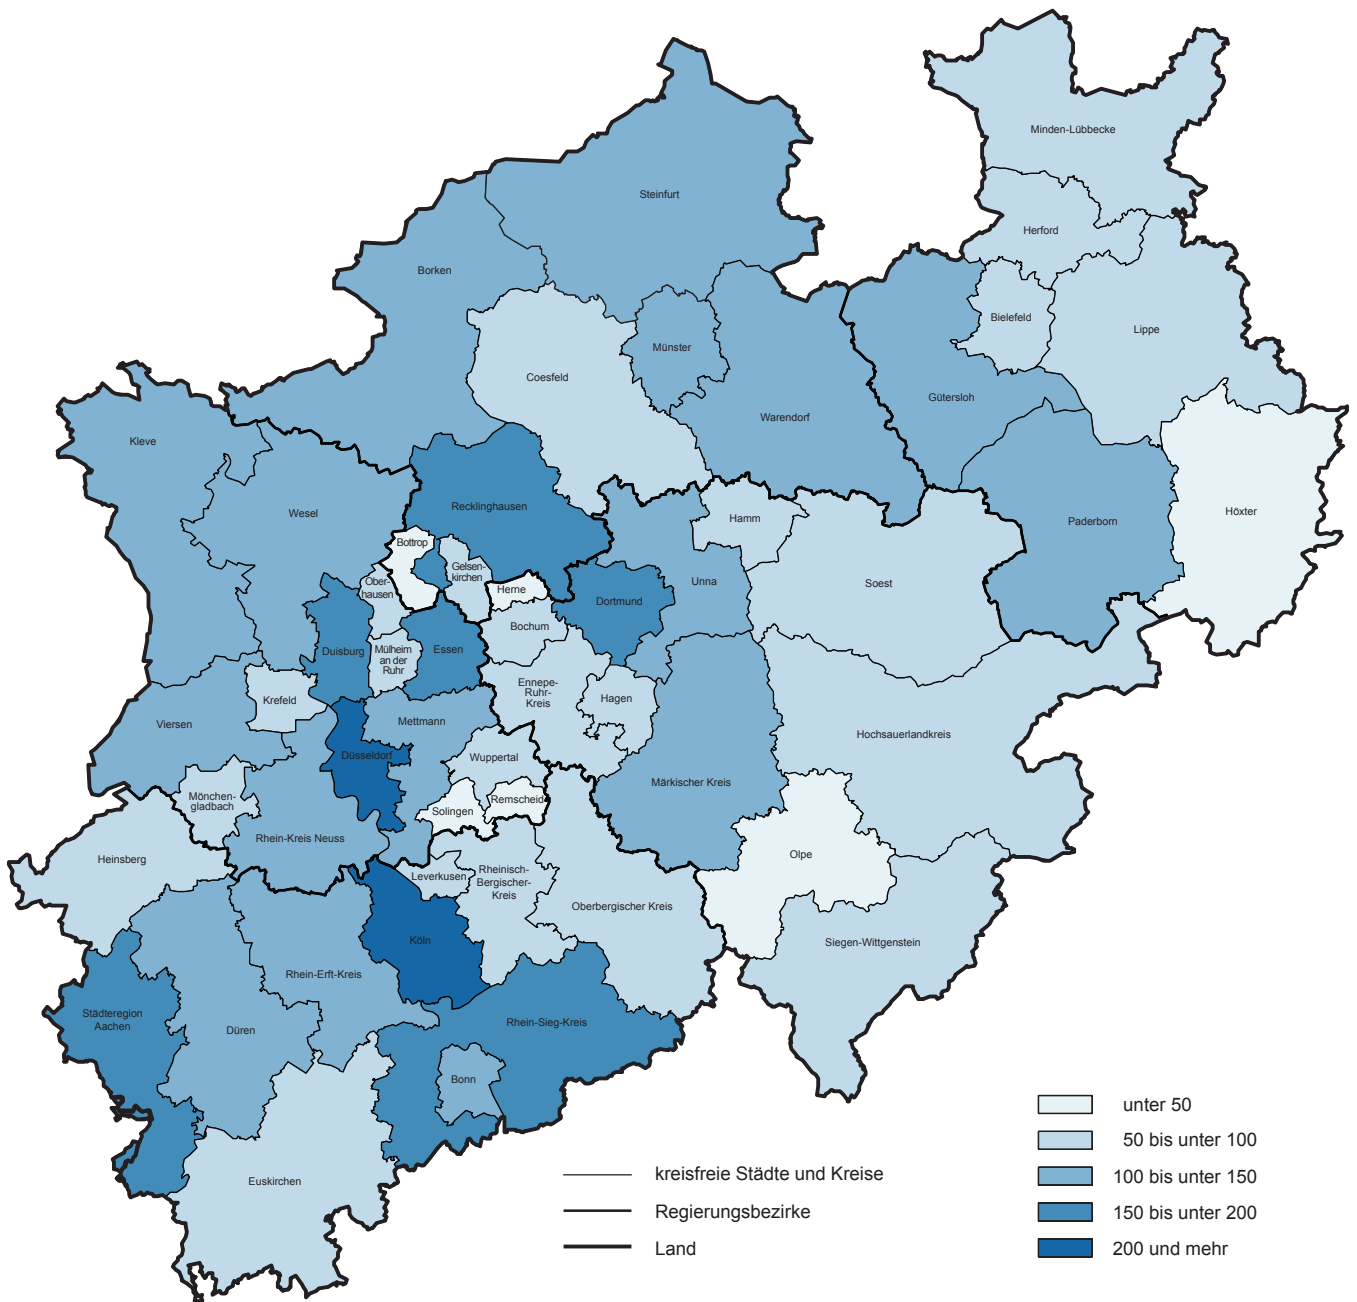 Minden-Lübbecke
Steinfurt
Herford
Borken
Bielefeld
Lippe
Münster
Coesfeld
Gütersloh
Warendorf
Kleve
Recklinghausen
Wesel
Höxter
Hamm
Paderborn
Bottrop
Gelsen-
kirchen
Ober-
hausen
Unna
Soest
Herne
Dortmund
Bochum
Duisburg
Mülheim
an der
Ruhr
Essen
Ennepe-
Ruhr-
Kreis
Hagen
Krefeld
Viersen
Mettmann
Hochsauerlandkreis
Düsseldorf
Wuppertal
Märkischer Kreis
Mönchen-
gladbach
Remscheid
Solingen
Rhein-Kreis Neuss
Olpe
Heinsberg
Leverkusen
Rheinisch-
Bergischer-
Kreis
Oberbergischer Kreis
Köln
Siegen-Wittgenstein
Rhein-Erft-Kreis
Städteregion
Aachen
Düren
Rhein-Sieg-Kreis
Bonn
Euskirchen
kreisfreie Städte und Kreise
Regierungsbezirke
Land
unter 50
50 bis unter 100
100 bis unter 150
150 bis unter 200
200 und mehr